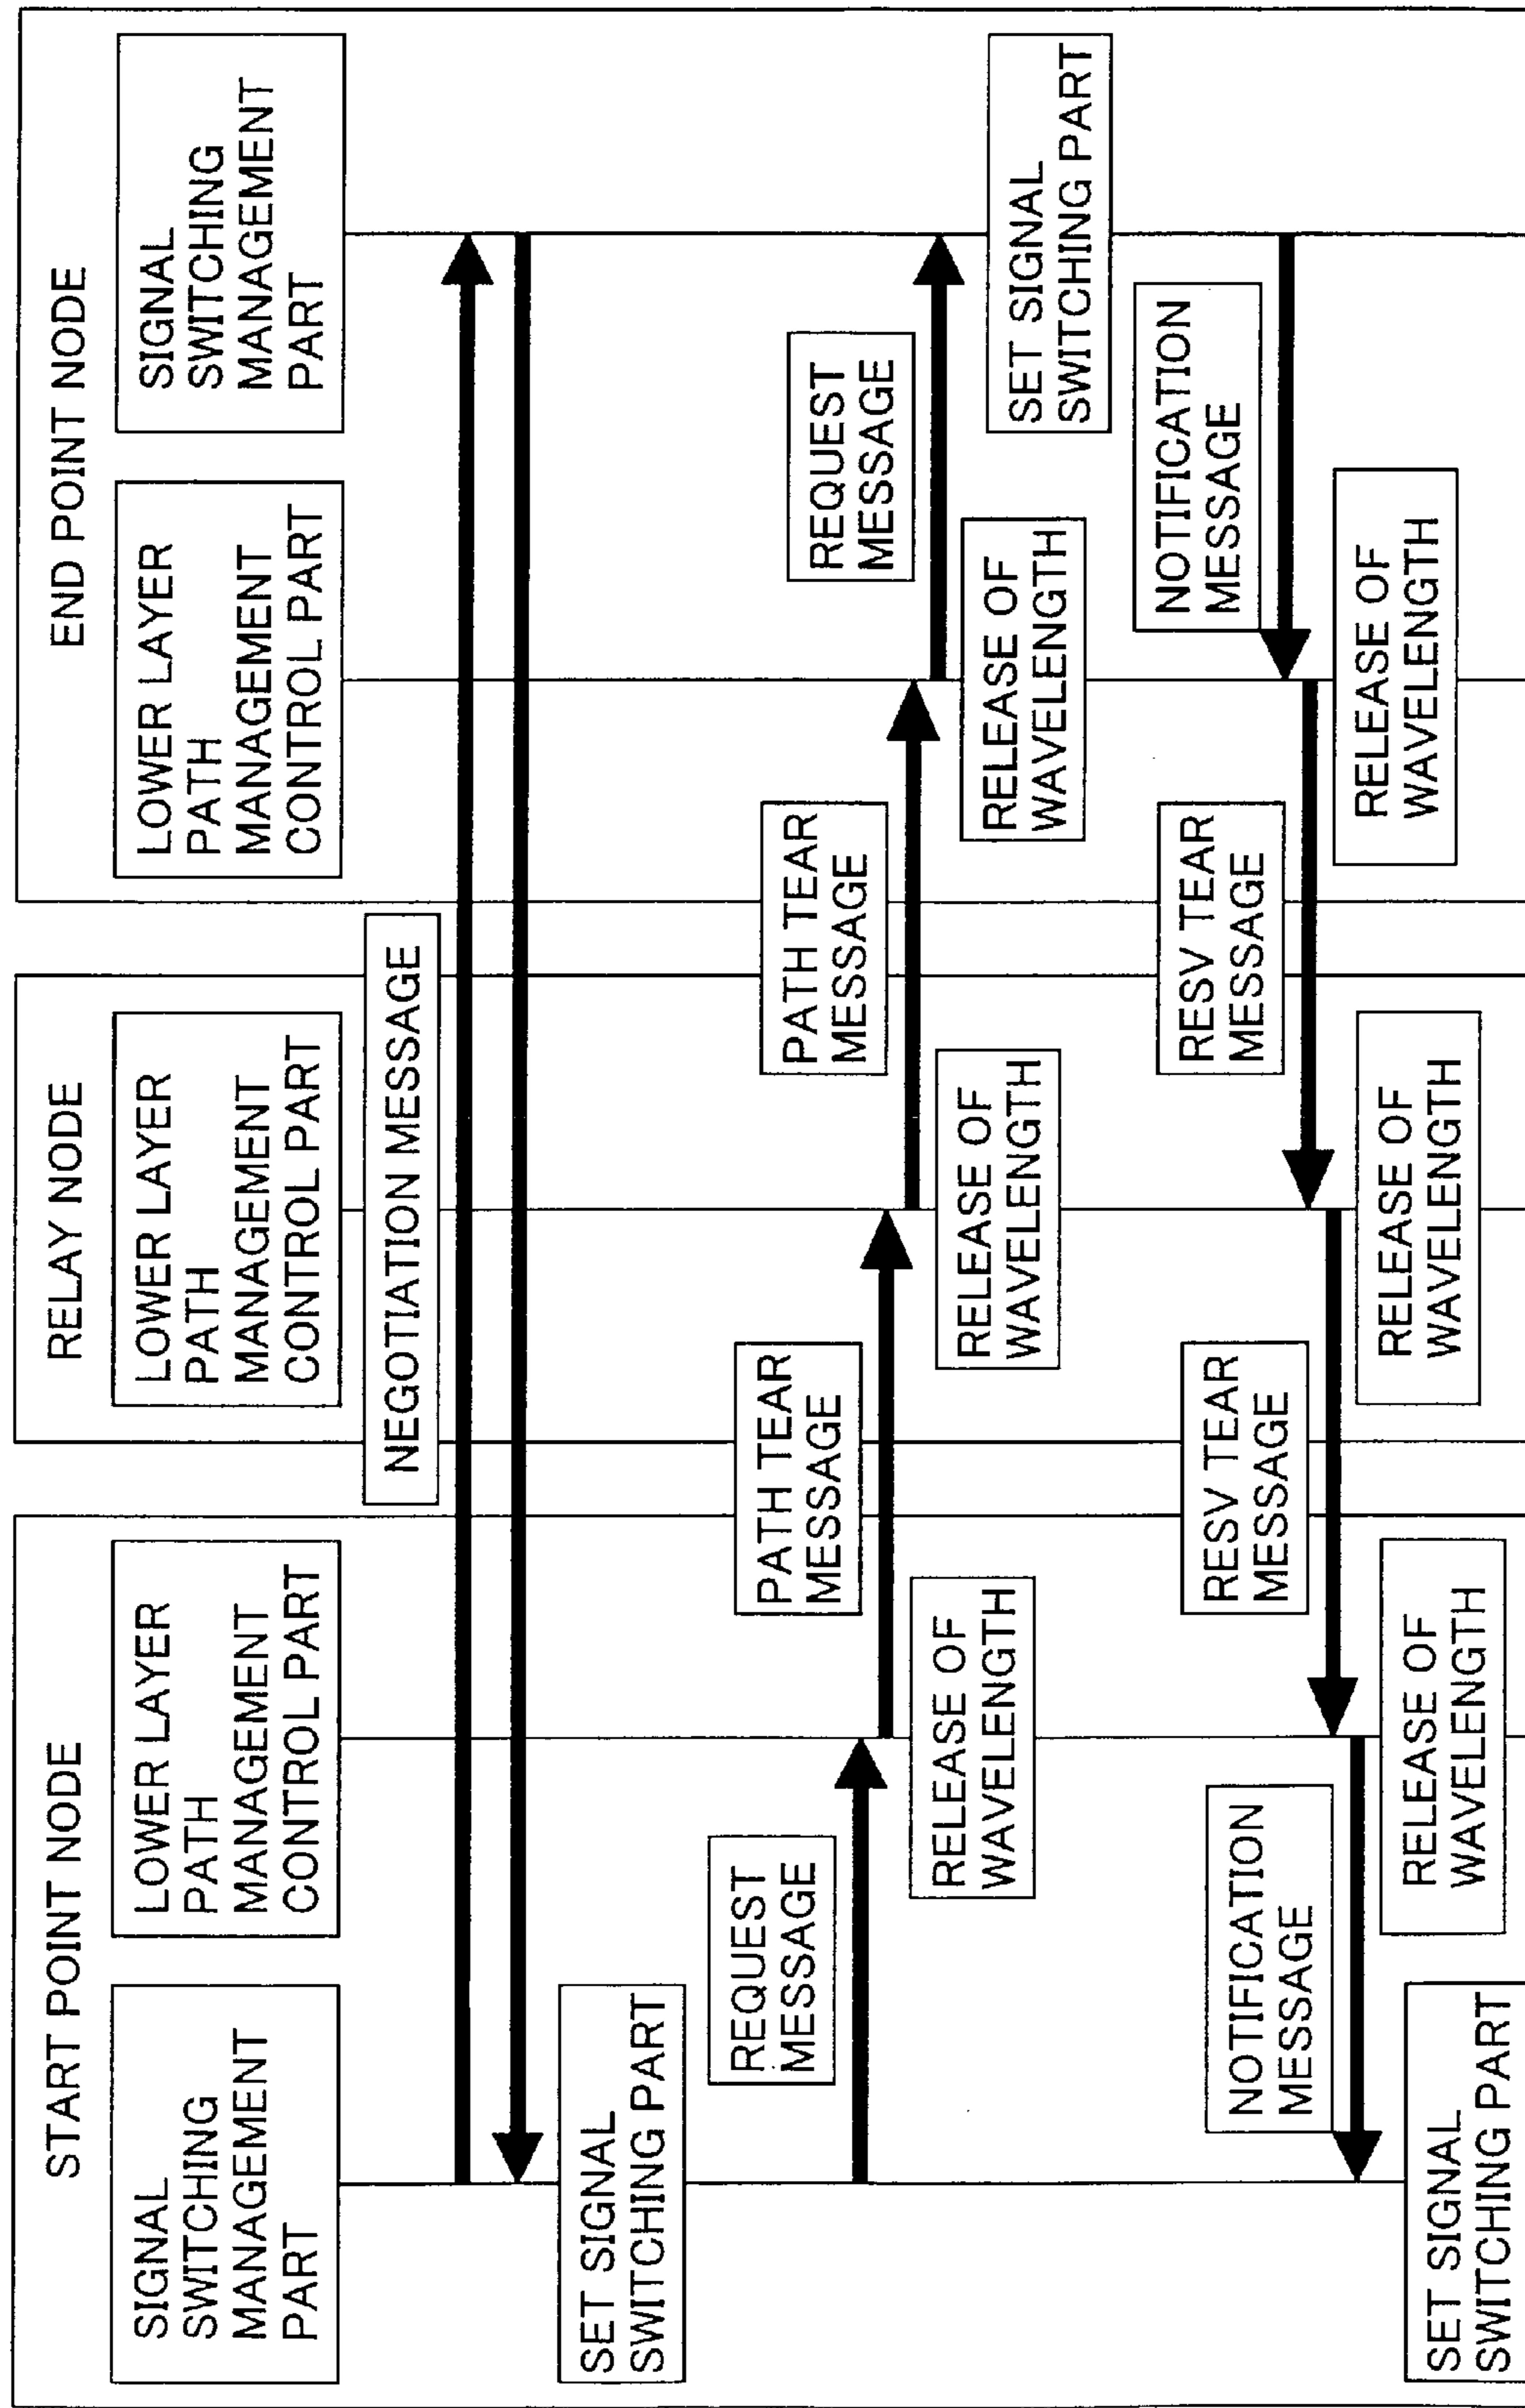 START POINT NODE
SIGNAL
SWITCHING
MANAGEMENT
PART
LOWER LAYER
PATH
MANAGEMENT
CONTROL PART
RELAY NODE
LOWER LAYER
PATH
MANAGEMENT
CONTROL PART
END POINT NODE
LOWER LAYER
PATH
MANAGEMENT
CONTROL PART
SIGNAL
SWITCHING
MANAGEMENT
PART
NEGOTIATION MESSAGE
SET SIGNAL
SWITCHING PART
REQUEST
MESSAGE
RELEASE OF
WAVELENGTH
PATH TEAR
MESSAGE
RELEASE OF
WAVELENGTH
PATH TEAR
MESSAGE
RELEASE OF
WAVELENGTH
REQUEST
MESSAGE
SET SIGNAL
SWITCHING PART
NOTIFICATION
MESSAGE
RELEASE OF
WAVELENGTH
RESV TEAR
MESSAGE
RELEASE OF
WAVELENGTH
RESV TEAR
MESSAGE
RELEASE OF
WAVELENGTH
NOTIFICATION
MESSAGE
SET SIGNAL
SWITCHING PART